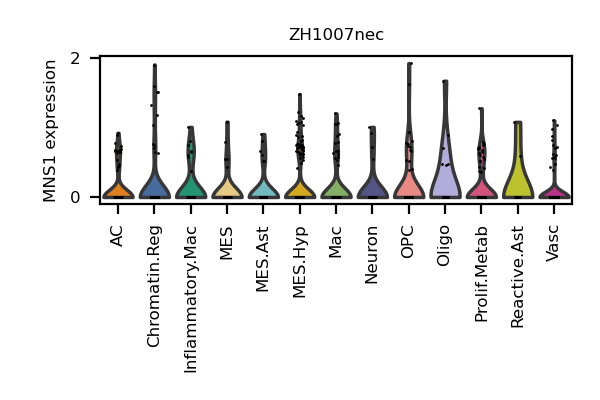 ZH1007nec
MNS1 expression
2
0
AC
Chromatin.Reg
Inflammatory.Mac
MES
MES.Ast
MES.Hyp
Mac
Neuron
OPC
Oligo
Prolif.Metab
Reactive.Ast
Vasc